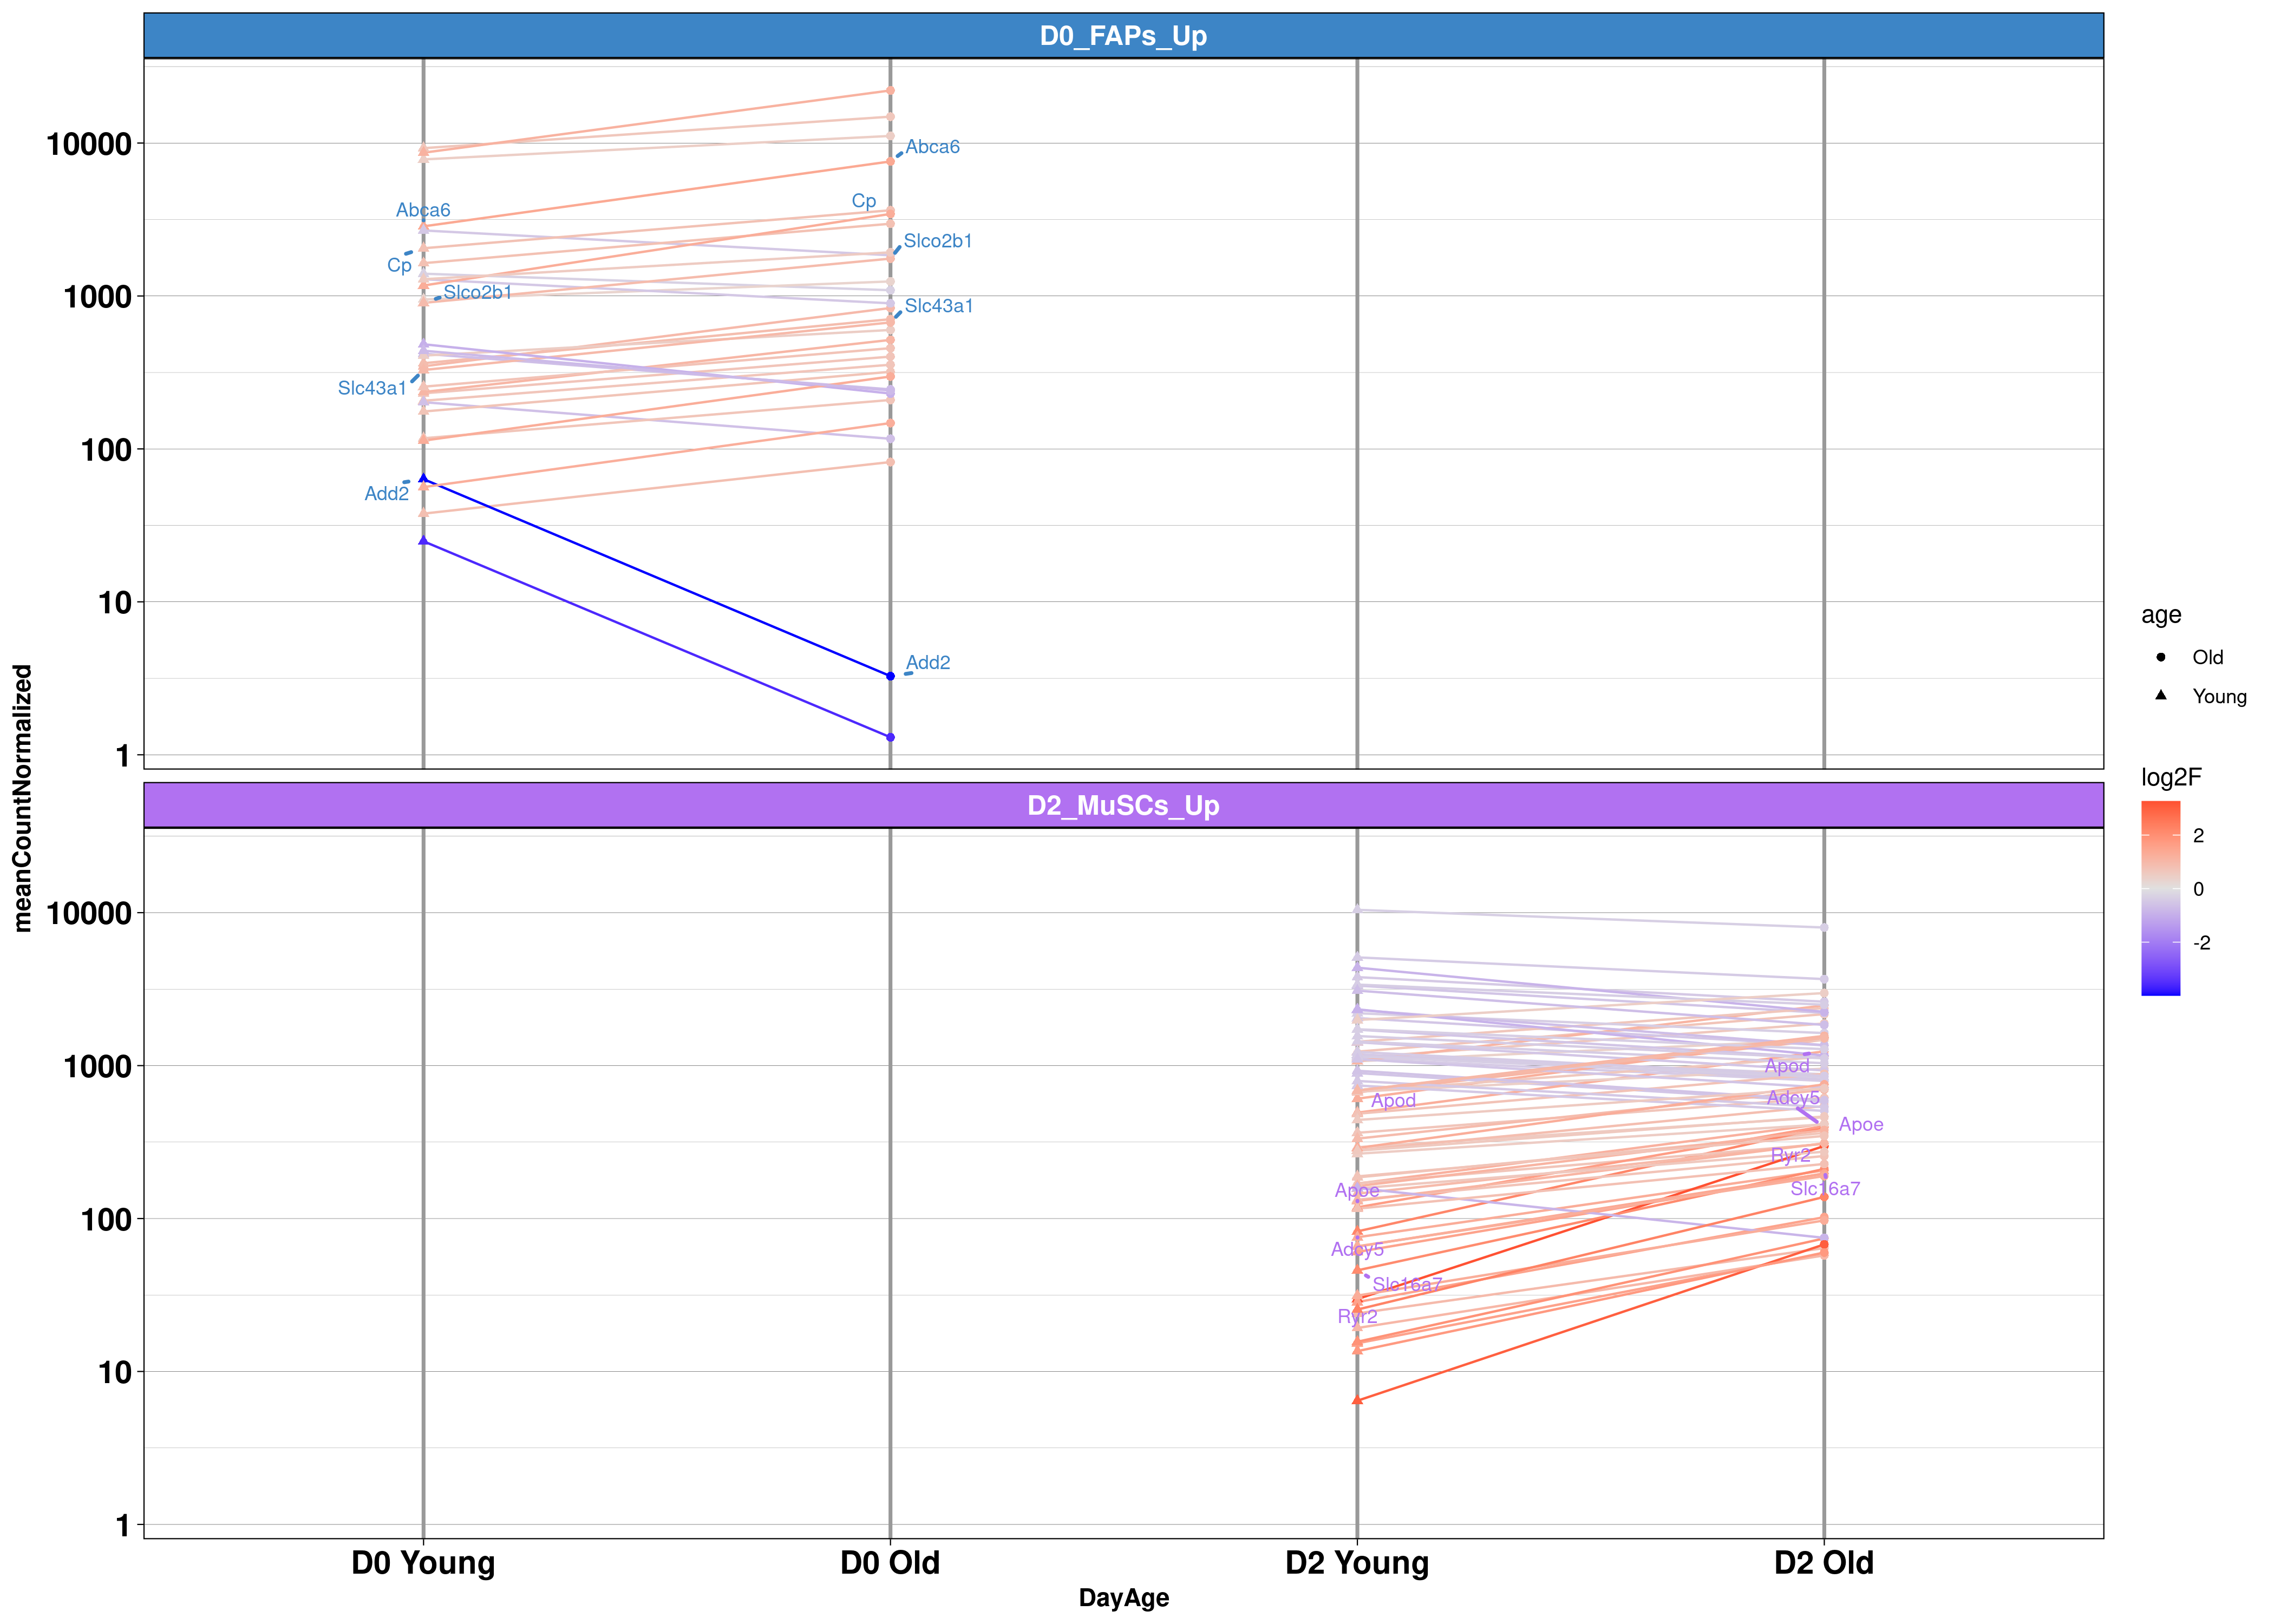 D0_FAPs_Up
10000
1000
100
10
1
Abca6
Abca6
Cp
Cp
Slco2b1
Slco2b1
Slc43a1
Slc43a1
Add2
Add2
meanCountNormalized
D2_MuSCs_Up
10000
1000
100
10
1
Apod
Apod
Adcy5
Apoe
Ryr2
Slc16a7
Apoe
Adcy5
Slc16a7
Ryr2
D0 Young
D0 Old
D2 Young
D2 Old
DayAge
age
Old
Young
log2F
2
0
-2